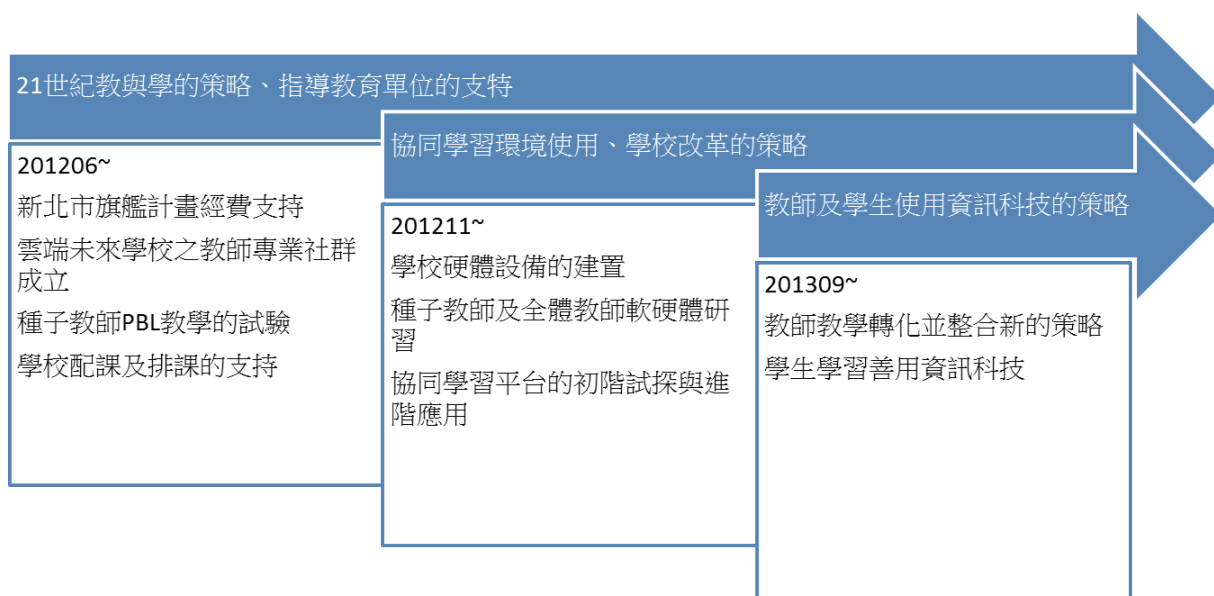 21世紀教與學的策略、指導教育單位的支特
201206~
新北市旗艦計畫經費支持
雲端未來學校之教師專業社群
成立
種子教師PBL教學的試驗
學校配課及排課的支持
協同學習環境使用、學校改革的策略
201211~
學校硬體設備的建置
種子教師及全體教師軟硬體研
習
協同學習平台的初階試探與進
階應用
教師及學生使用資訊科技的策略
201309~
教師教學轉化並整合新的策略
學生學習善用資訊科技